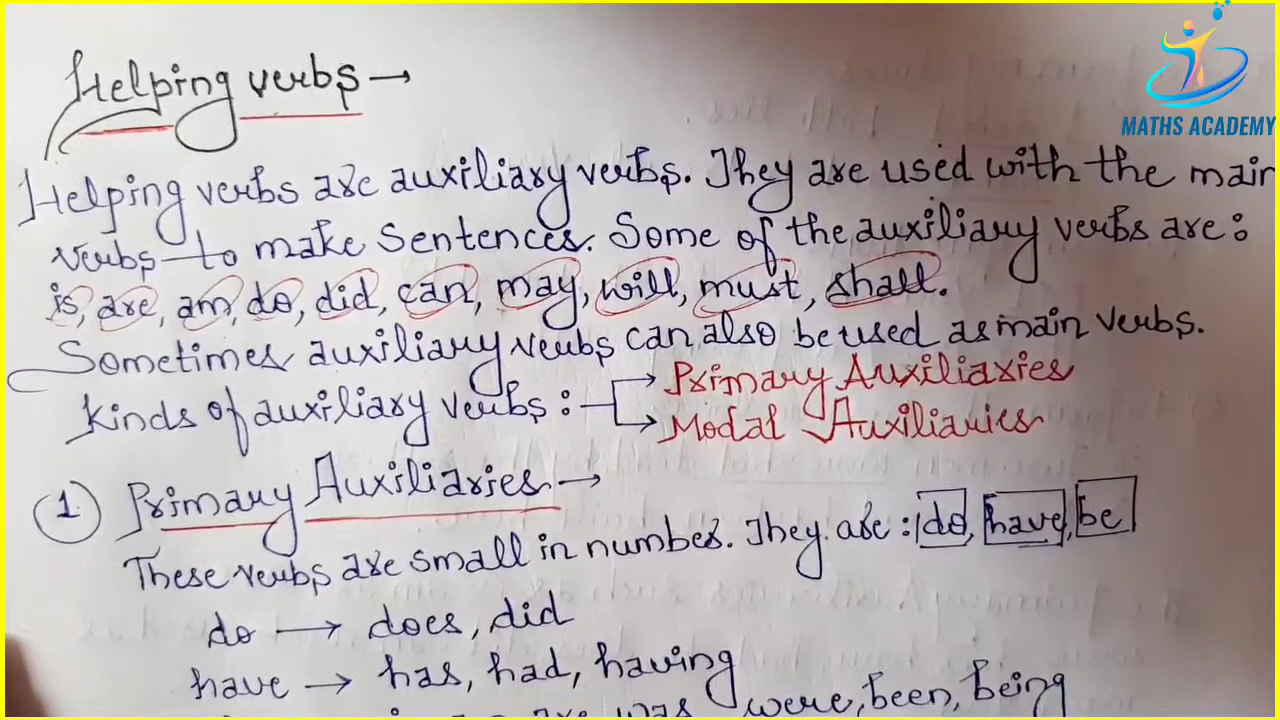 Helping verbs →
MATHS ACADEMY
Helping verbs are auxiliary verbs. They are used with the main
verbs to make sentences. Some of the auxiliary verbs are:
is, are, am, do, did, can, may, will, must, shall.
Sometimes auxiliary verbs can also be used as main verbs.
Kinds of auxiliary verbs : → Primary Auxiliaries
→ Modal Auxiliaries
1. Primary Auxiliaries →
These verbs are small in number. They are : do, have, be
do → does, did
have → has, had, having
are was were, been, being